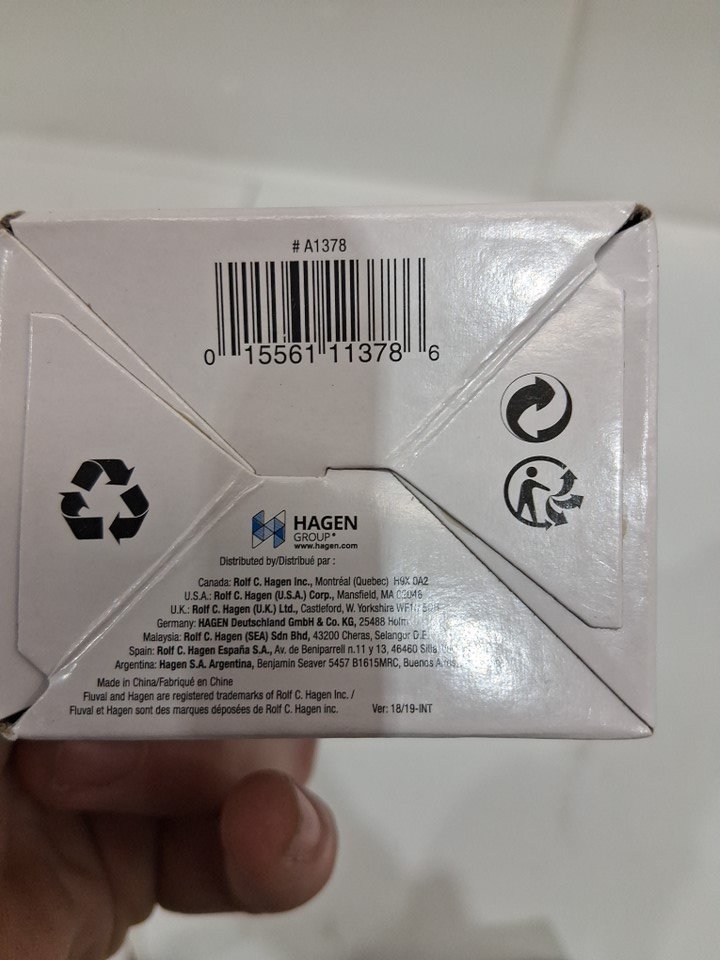 # A1378
0 15561 11378 6
HAGEN
GROUP®
www.hagen.com
Distributed by/Distribué par :
Canada: Rolf C. Hagen Inc., Montréal (Quebec) H9X 0A2
U.S.A.: Rolf C. Hagen (U.S.A.) Corp., Mansfield, MA 02048
U.K.: Rolf C. Hagen (U.K.) Ltd., Castleford, W. Yorkshire
Germany: HAGEN Deutschland GmbH & Co. KG, 25488 Holm
Malaysia: Rolf C. Hagen (SEA) Sdn Bhd, 43200 Cheras, Selangor D.E.
Spain: Rolf C. Hagen España S.A., Av. de Beniparrell n.11 y 13, 46460
Argentina: Hagen S.A. Argentina, Benjamin Seaver 5457 B1615MRC, Buenos
Made in China/Fabriqué en Chine
Fluval and Hagen are registered trademarks of Rolf C. Hagen Inc. /
Fluval et Hagen sont des marques déposées de Rolf C. Hagen inc. Ver: 18/19-INT